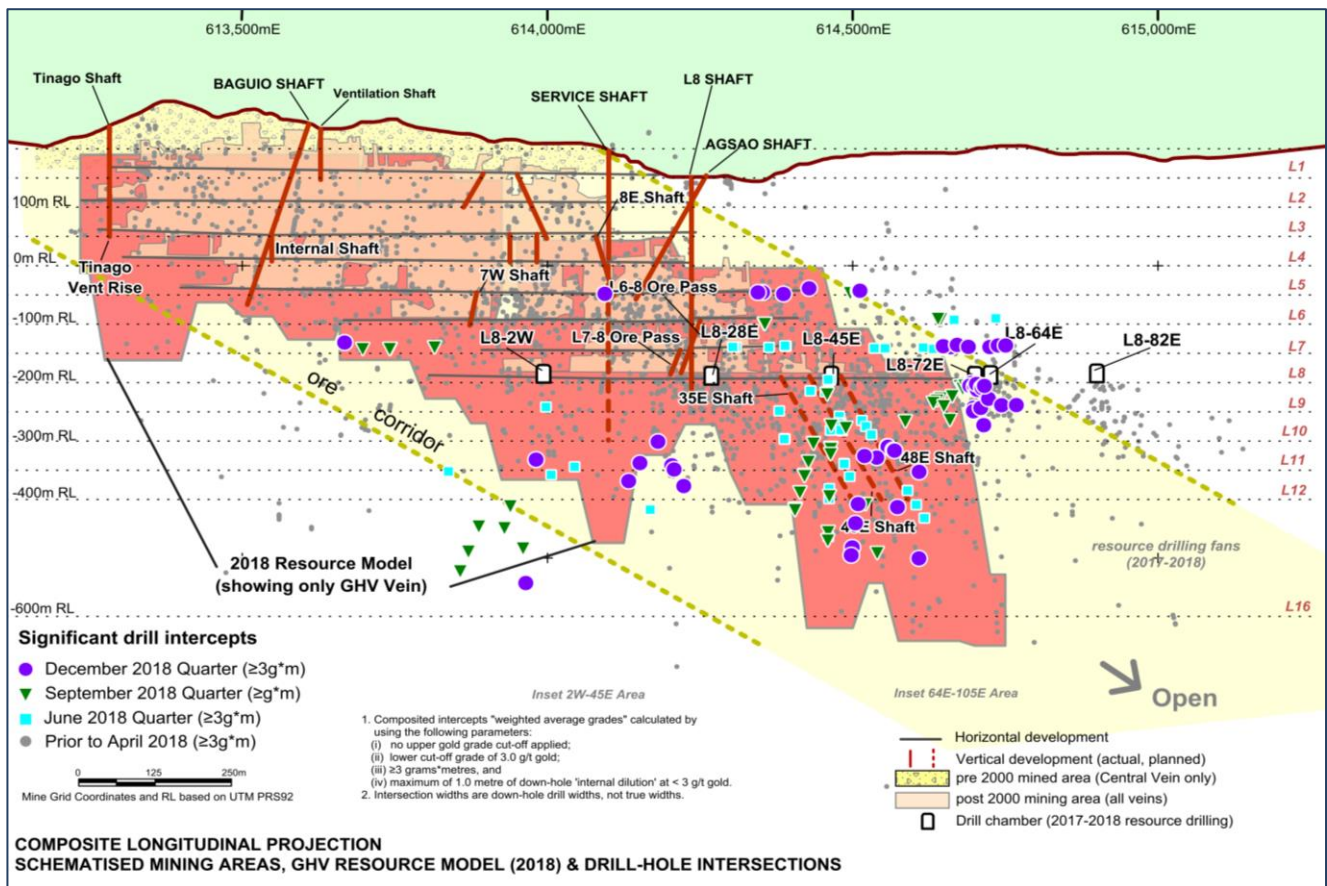 613,500mE
614,000mE
614,500mE
615,000mE
Tinago Shaft
BAGUIO SHAFT
Ventilation Shaft
SERVICE SHAFT
L8 SHAFT
AGSAO SHAFT
L1
100m RL
8E Shaft
L2
L3
Internal Shaft
0m RL
L4
Tinago
Vent Rise
7W Shaft
L6-8 Ore Pass
L5
-100m RL
L6
L8-2W
L7-8 Ore Pass
L8-28E
L8-45E
L8-64E
L8-82E
L7
L8-72E
-200m RL
L8
35E Shaft
L9
ore
corridor
-300m RL
L10
48E Shaft
L11
-400m RL
L12
E Shaft
2018 Resource Model
(showing only GHV Vein)
resource drilling fans
(2017-2018)
-600m RL
L16
Significant drill intercepts
December 2018 Quarter (≥3g*m)
September 2018 Quarter (≥g*m)
June 2018 Quarter (≥3g*m)
Prior to April 2018 (≥3g*m)
0 125 250m
Mine Grid Coordinates and RL based on UTM PRS92
Inset 2W-45E Area
Inset 64E-105E Area
Open
1. Composited intercepts "weighted average grades" calculated by
using the following parameters:
(i) no upper gold grade cut-off applied;
(ii) lower cut-off grade of 3.0 g/t gold;
(iii) ≥3 grams*metres, and
(iv) maximum of 1.0 metre of down-hole 'internal dilution' at < 3 g/t gold.
2. Intersection widths are down-hole drill widths, not true widths.
Horizontal development
Vertical development (actual, planned)
pre 2000 mined area (Central Vein only)
post 2000 mining area (all veins)
Drill chamber (2017-2018 resource drilling)
COMPOSITE LONGITUDINAL PROJECTION
SCHEMATISED MINING AREAS, GHV RESOURCE MODEL (2018) & DRILL-HOLE INTERSECTIONS